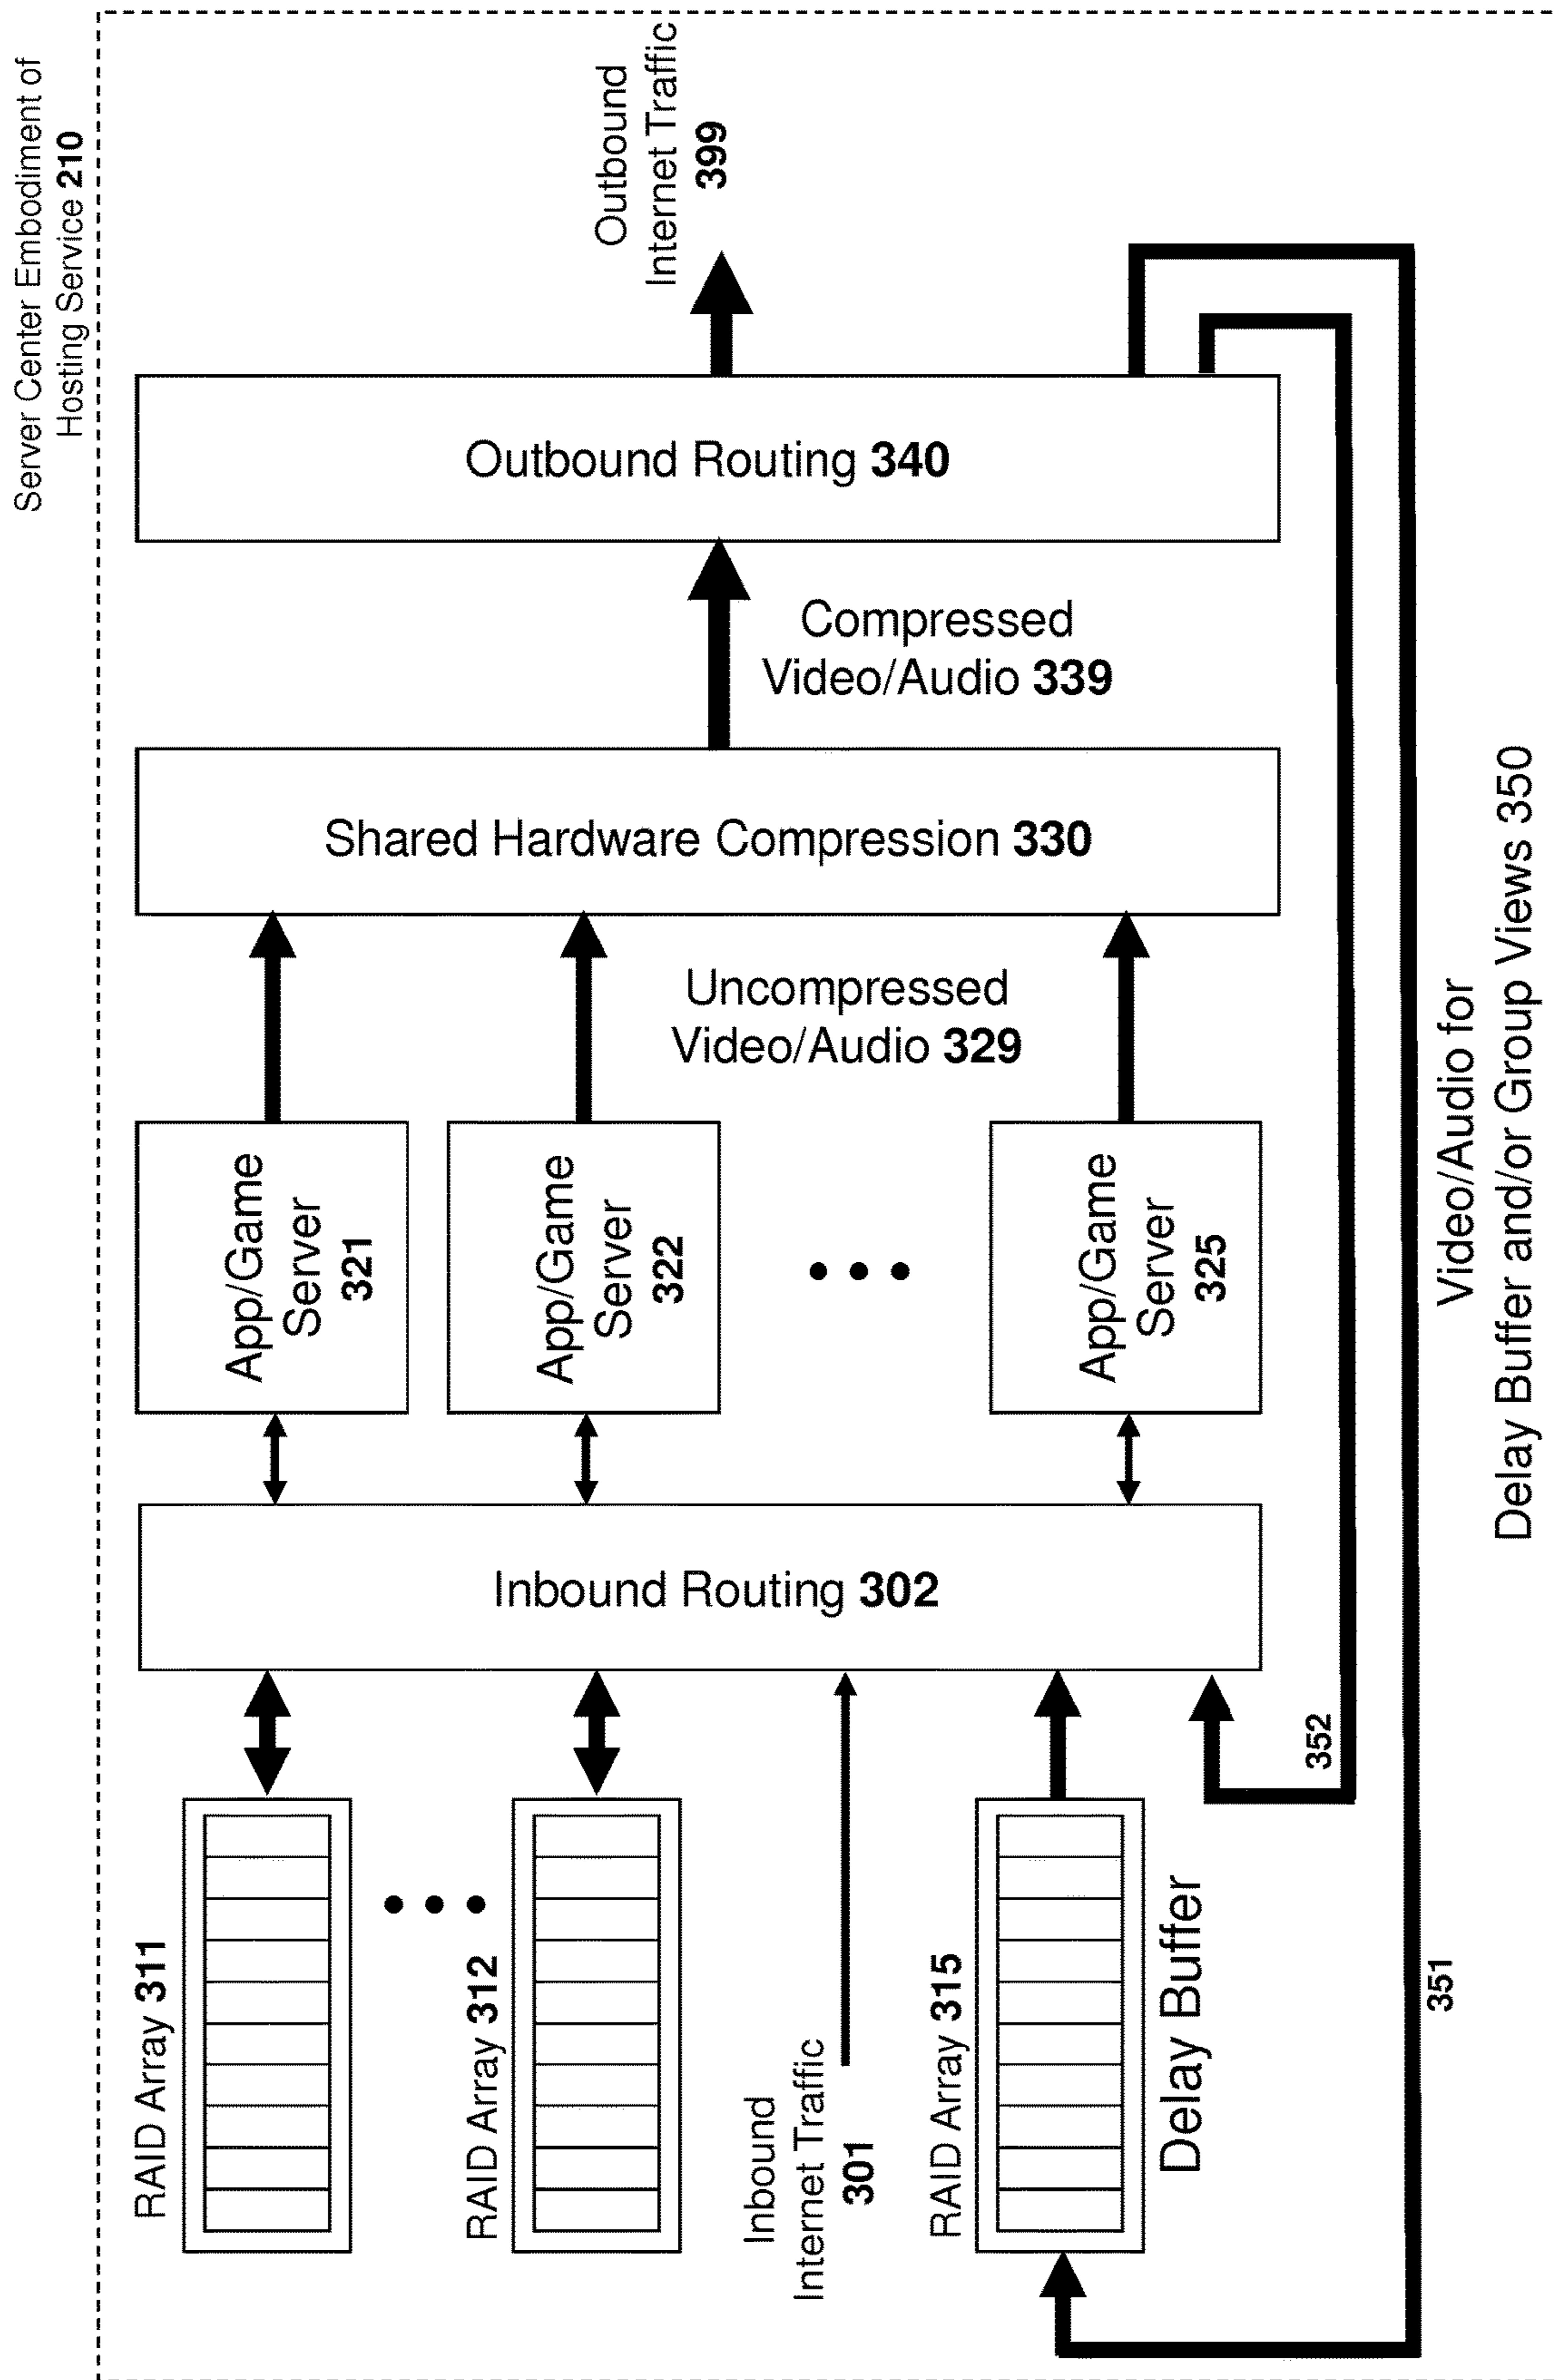 Server Center Embodiment of
Hosting Service 210
RAID Array 311
RAID Array 312
Inbound
Internet Traffic
301
RAID Array 315
Delay Buffer
Inbound Routing 302
App/Game
Server
321
App/Game
Server
322
App/Game
Server
325
Uncompressed
Video/Audio 329
Shared Hardware Compression 330
Compressed
Video/Audio 339
Outbound Routing 340
Outbound
Internet Traffic
399
352
351
Video/Audio for
Delay Buffer and/or Group Views 350